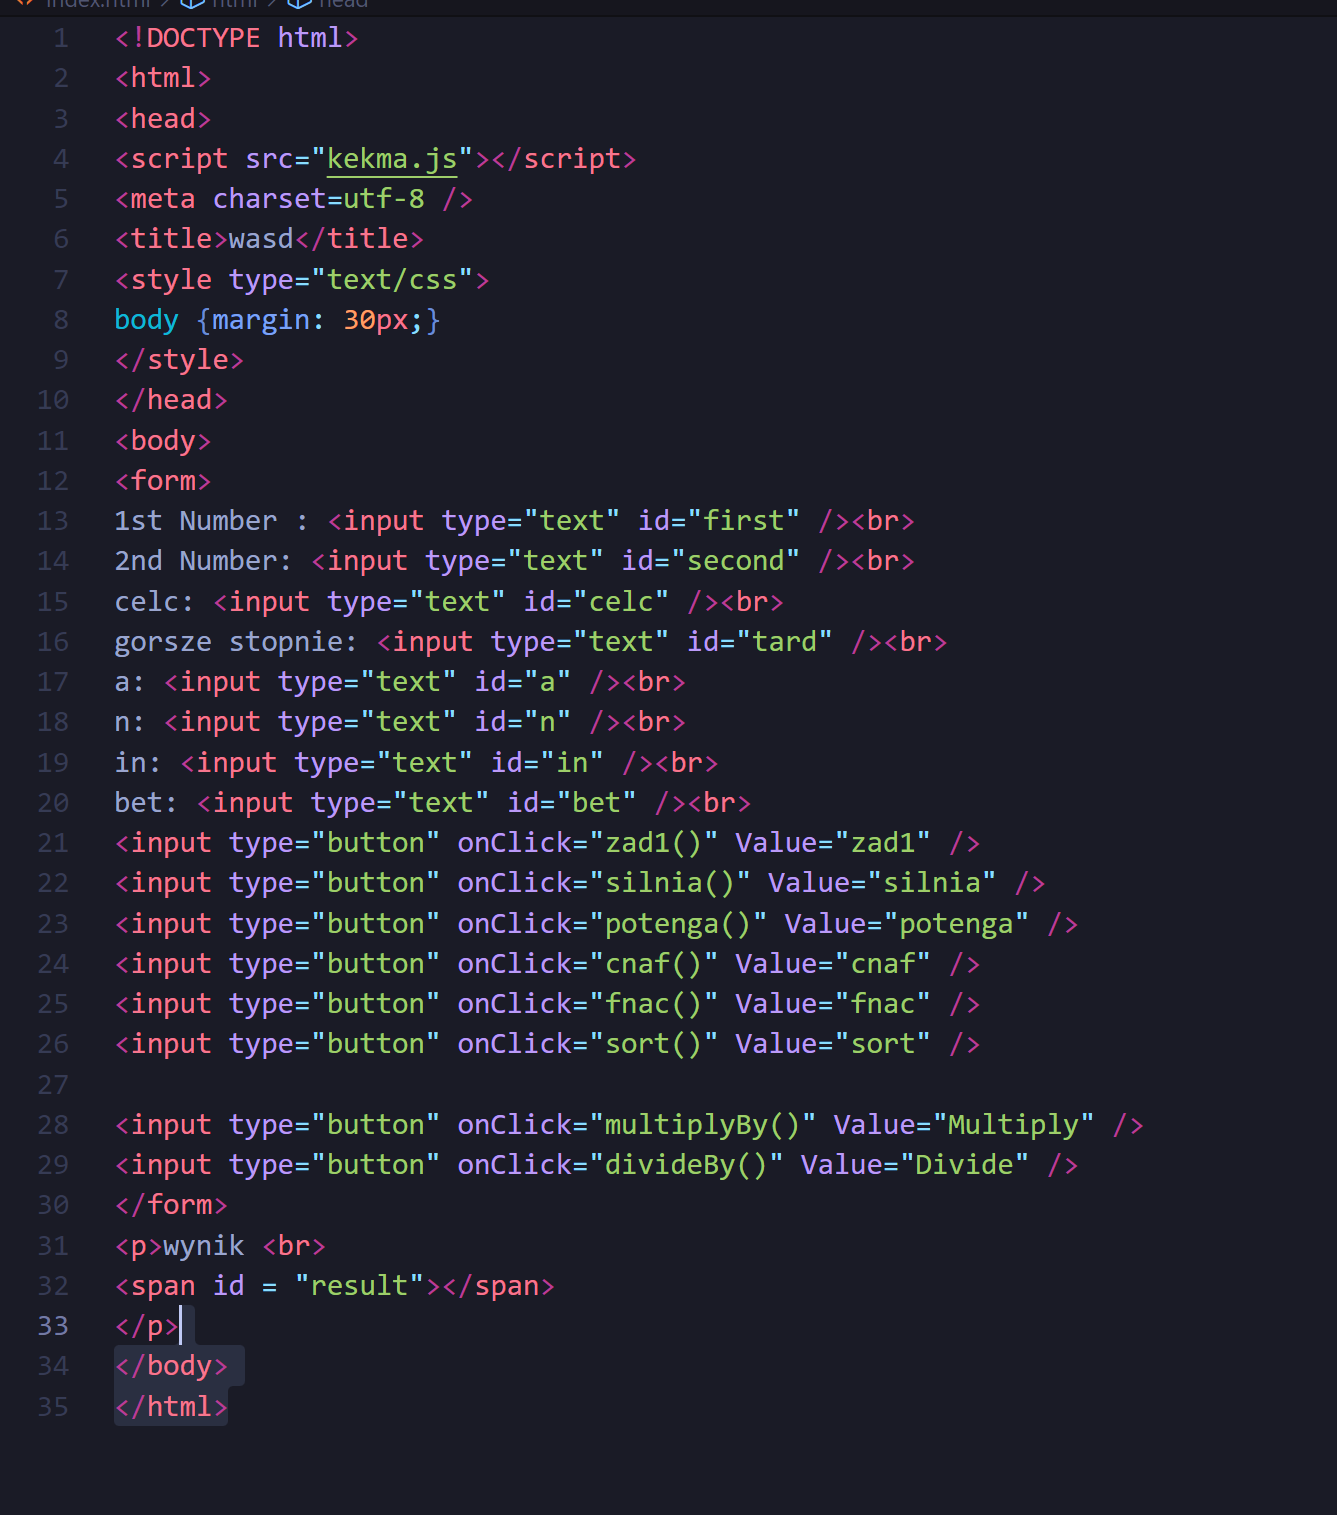 index.html > html > head
1 <!DOCTYPE html>
2 <html>
3 <head>
4 <script src="kekma.js"></script>
5 <meta charset=utf-8 />
6 <title>wasd</title>
7 <style type="text/css">
8 body {margin: 30px;}
9 </style>
10 </head>
11 <body>
12 <form>
13 1st Number : <input type="text" id="first" /><br>
14 2nd Number: <input type="text" id="second" /><br>
15 celc: <input type="text" id="celc" /><br>
16 gorsze stopnie: <input type="text" id="tard" /><br>
17 a: <input type="text" id="a" /><br>
18 n: <input type="text" id="n" /><br>
19 in: <input type="text" id="in" /><br>
20 bet: <input type="text" id="bet" /><br>
21 <input type="button" onClick="zad1()" Value="zad1" />
22 <input type="button" onClick="silnia()" Value="silnia" />
23 <input type="button" onClick="potenga()" Value="potenga" />
24 <input type="button" onClick="cnaf()" Value="cnaf" />
25 <input type="button" onClick="fnac()" Value="fnac" />
26 <input type="button" onClick="sort()" Value="sort" />
27
28 <input type="button" onClick="multiplyBy()" Value="Multiply" />
29 <input type="button" onClick="divideBy()" Value="Divide" />
30 </form>
31 <p>wynik <br>
32 <span id = "result"></span>
33 </p>
34 </body>
35 </html>